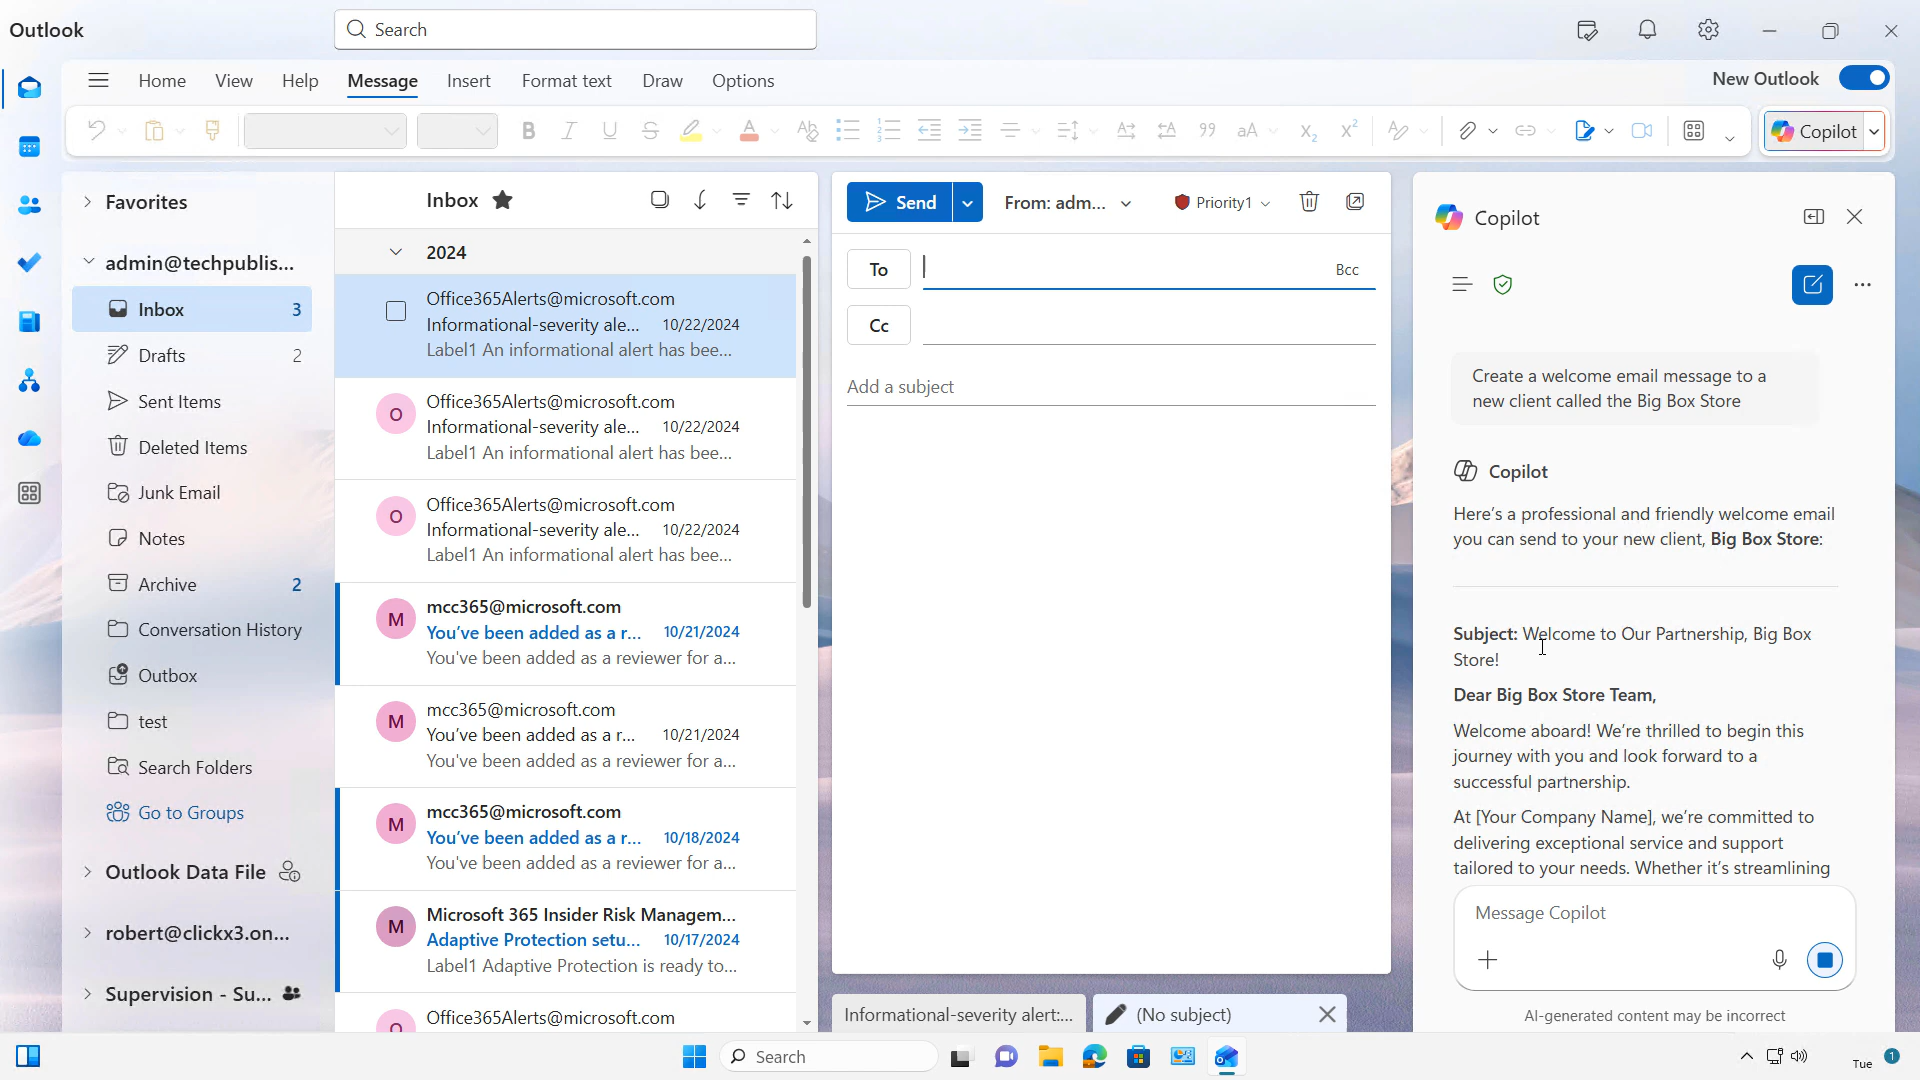 Outlook
Search
Home View Help Message Insert Format text Draw Options
New Outlook
Copilot
Favorites
admin@techpublis...
Inbox 3
Drafts 2
Sent Items
Deleted Items
Junk Email
Notes
Archive 2
Conversation History
Outbox
test
Search Folders
Go to Groups
Outlook Data File
robert@clickx3.on...
Supervision - Su...
Inbox
2024
Office365Alerts@microsoft.com
Informational-severity ale... 10/22/2024
Label1 An informational alert has bee...
O
Office365Alerts@microsoft.com
Informational-severity ale... 10/22/2024
Label1 An informational alert has bee...
O
Office365Alerts@microsoft.com
Informational-severity ale... 10/22/2024
Label1 An informational alert has bee...
M
mcc365@microsoft.com
You've been added as a r... 10/21/2024
You've been added as a reviewer for a...
M
mcc365@microsoft.com
You've been added as a r... 10/21/2024
You've been added as a reviewer for a...
M
mcc365@microsoft.com
You've been added as a r... 10/18/2024
You've been added as a reviewer for a...
M
Microsoft 365 Insider Risk Managem...
Adaptive Protection setu... 10/17/2024
Label1 Adaptive Protection is ready to...
O
Office365Alerts@microsoft.com
Send From: adm... Priority1
To Bcc
Cc
Add a subject
Informational-severity alert:... (No subject)
Copilot
Create a welcome email message to a
new client called the Big Box Store
Copilot
Here's a professional and friendly welcome email
you can send to your new client, Big Box Store:
Subject: Welcome to Our Partnership, Big Box
Store!
Dear Big Box Store Team,
Welcome aboard! We're thrilled to begin this
journey with you and look forward to a
successful partnership.
At [Your Company Name], we're committed to
delivering exceptional service and support
tailored to your needs. Whether it's streamlining
Message Copilot
AI-generated content may be incorrect
Search
Tue 1